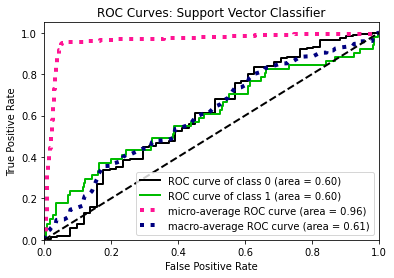 ROC Curves: Support Vector Classifier
True Positive Rate
1.0
0.8
0.6
0.4
0.2
0.0
ROC curve of class 0 (area = 0.60)
ROC curve of class 1 (area = 0.60)
micro-average ROC curve (area = 0.96)
macro-average ROC curve (area = 0.61)
0.0 0.2 0.4 0.6 0.8 1.0
False Positive Rate